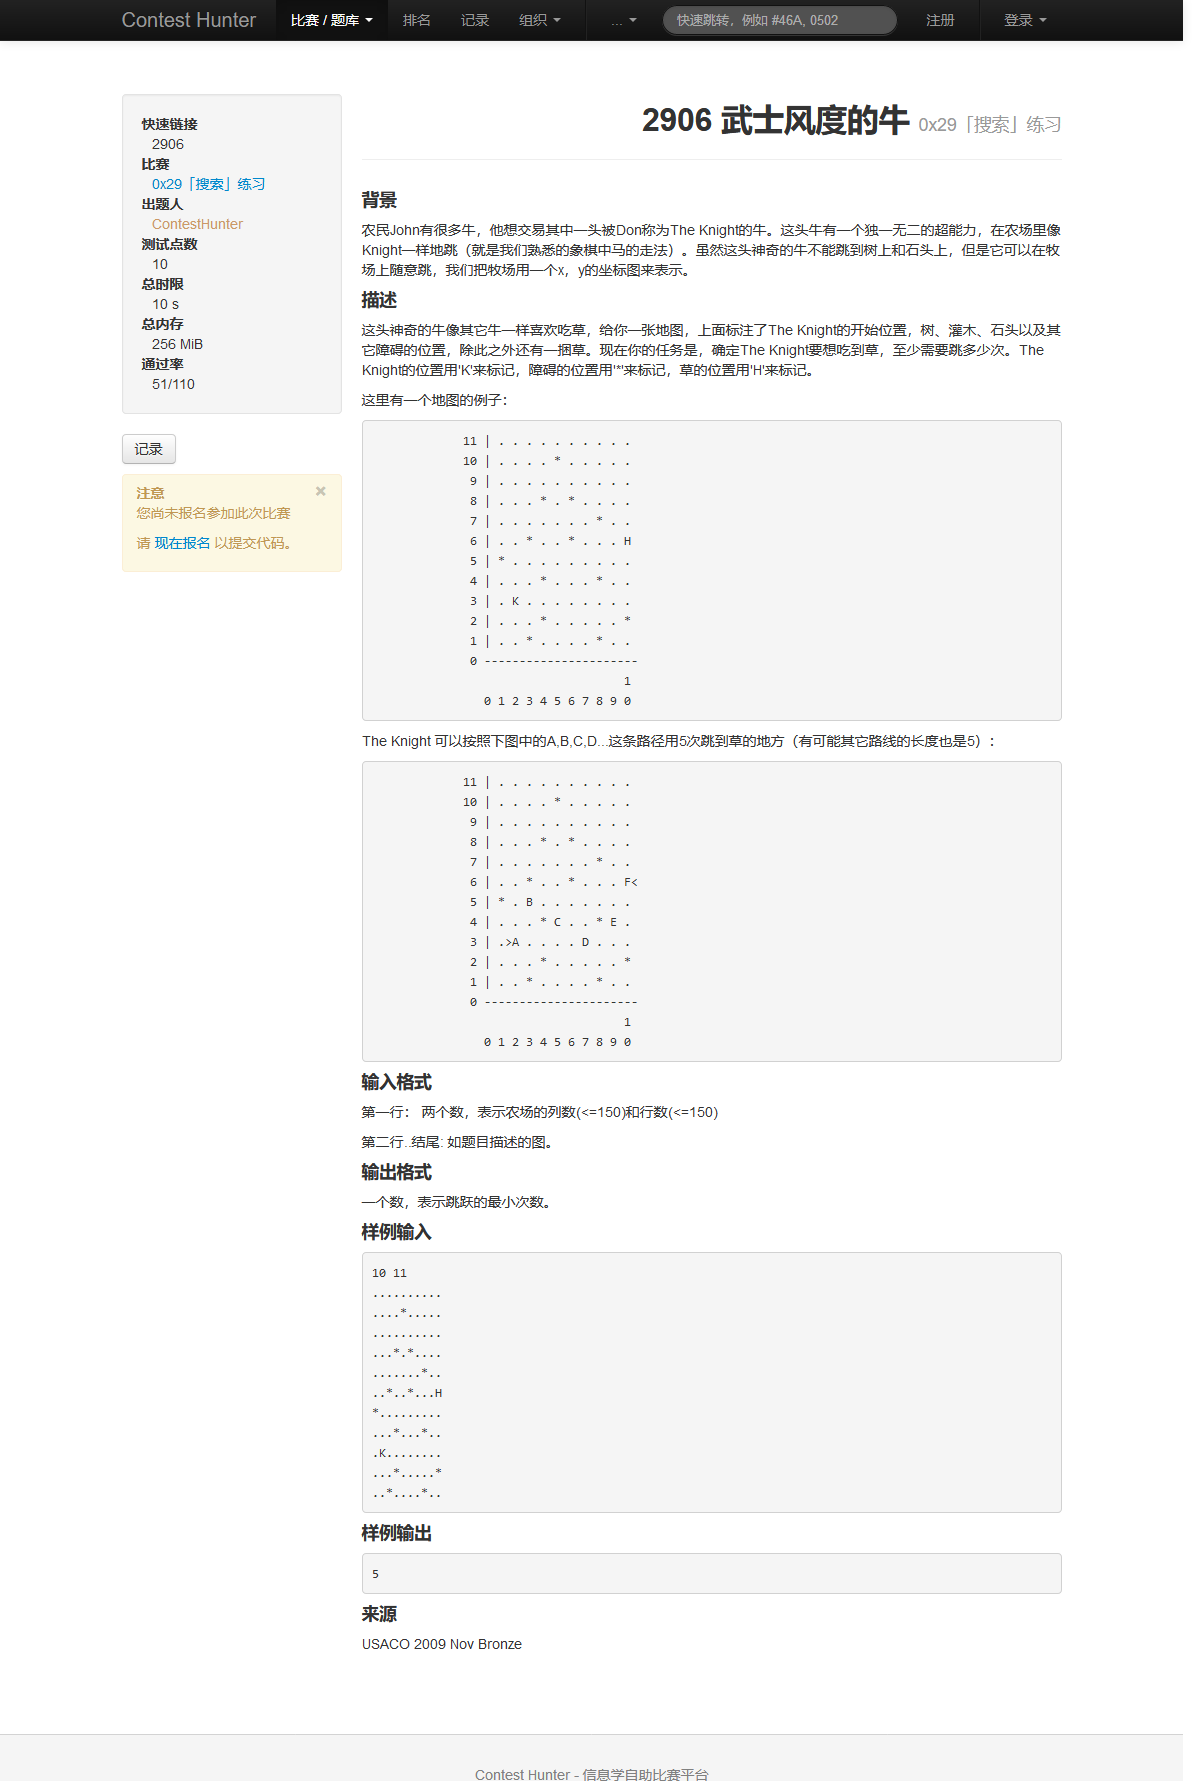 Contest Hunter 比赛 / 题库 排名 记录 组织 ... 快速跳转，例如 #46A, 0502 注册 登录
快速链接
2906
比赛
0x29「搜索」练习
出题人
ContestHunter
测试点数
10
总时限
10 s
总内存
256 MiB
通过率
51/110
记录
注意 ×
您尚未报名参加此次比赛
请 现在报名 以提交代码。
2906 武士风度的牛 0x29「搜索」练习
背景
农民John有很多牛，他想交易其中一头被Don称为The Knight的牛。这头牛有一个独一无二的超能力，在农场里像
Knight一样地跳（就是我们熟悉的象棋中马的走法）。虽然这头神奇的牛不能跳到树上和石头上，但是它可以在牧
场上随意跳，我们把牧场用一个x，y的坐标图来表示。
描述
这头神奇的牛像其它牛一样喜欢吃草，给你一张地图，上面标注了The Knight的开始位置，树、灌木、石头以及其
它障碍的位置，除此之外还有一捆草。现在你的任务是，确定The Knight要想吃到草，至少需要跳多少次。The
Knight的位置用'K'来标记，障碍的位置用'*'来标记，草的位置用'H'来标记。
这里有一个地图的例子：
11 | . . . . . . . . . .
10 | . . . . * . . . . .
9 | . . . . . . . . . .
8 | . . . * . * . . . .
7 | . . . . . . . * . .
6 | . . * . . * . . . H
5 | * . . . . . . . . .
4 | . . . * . . . * . .
3 | . K . . . . . . . .
2 | . . . * . . . . . *
1 | . . * . . . . * . .
0 ----------------------
1
0 1 2 3 4 5 6 7 8 9 0
The Knight 可以按照下图中的A,B,C,D...这条路径用5次跳到草的地方（有可能其它路线的长度也是5）：
11 | . . . . . . . . . .
10 | . . . . * . . . . .
9 | . . . . . . . . . .
8 | . . . * . * . . . .
7 | . . . . . . . * . .
6 | . . * . . * . . . F<
5 | * . B . . . . . . .
4 | . . . * C . . * E .
3 | .>A . . . . D . . .
2 | . . . * . . . . . *
1 | . . * . . . . * . .
0 ----------------------
1
0 1 2 3 4 5 6 7 8 9 0
输入格式
第一行： 两个数，表示农场的列数(<=150)和行数(<=150)
第二行..结尾: 如题目描述的图。
输出格式
一个数，表示跳跃的最小次数。
样例输入
10 11
..........
....*.....
..........
...*.*....
.......*..
..*..*...H
*.........
...*...*..
.K........
...*.....*
..*....*..
样例输出
5
来源
USACO 2009 Nov Bronze
Contest Hunter - 信息学自助比赛平台